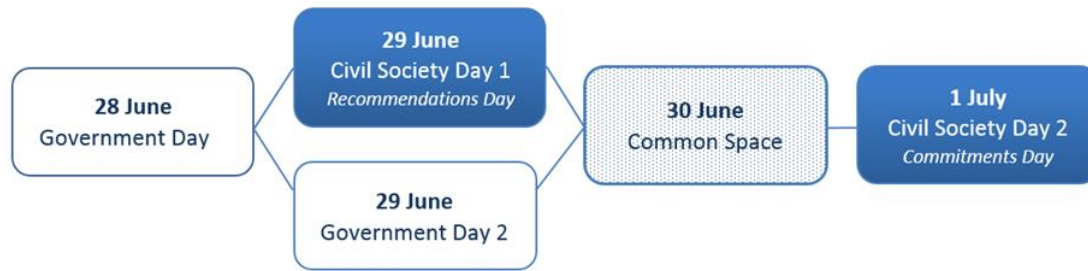 28 June
Government Day
29 June
Civil Society Day 1
Recommendations Day
29 June
Government Day 2
30 June
Common Space
1 July
Civil Society Day 2
Commitments Day